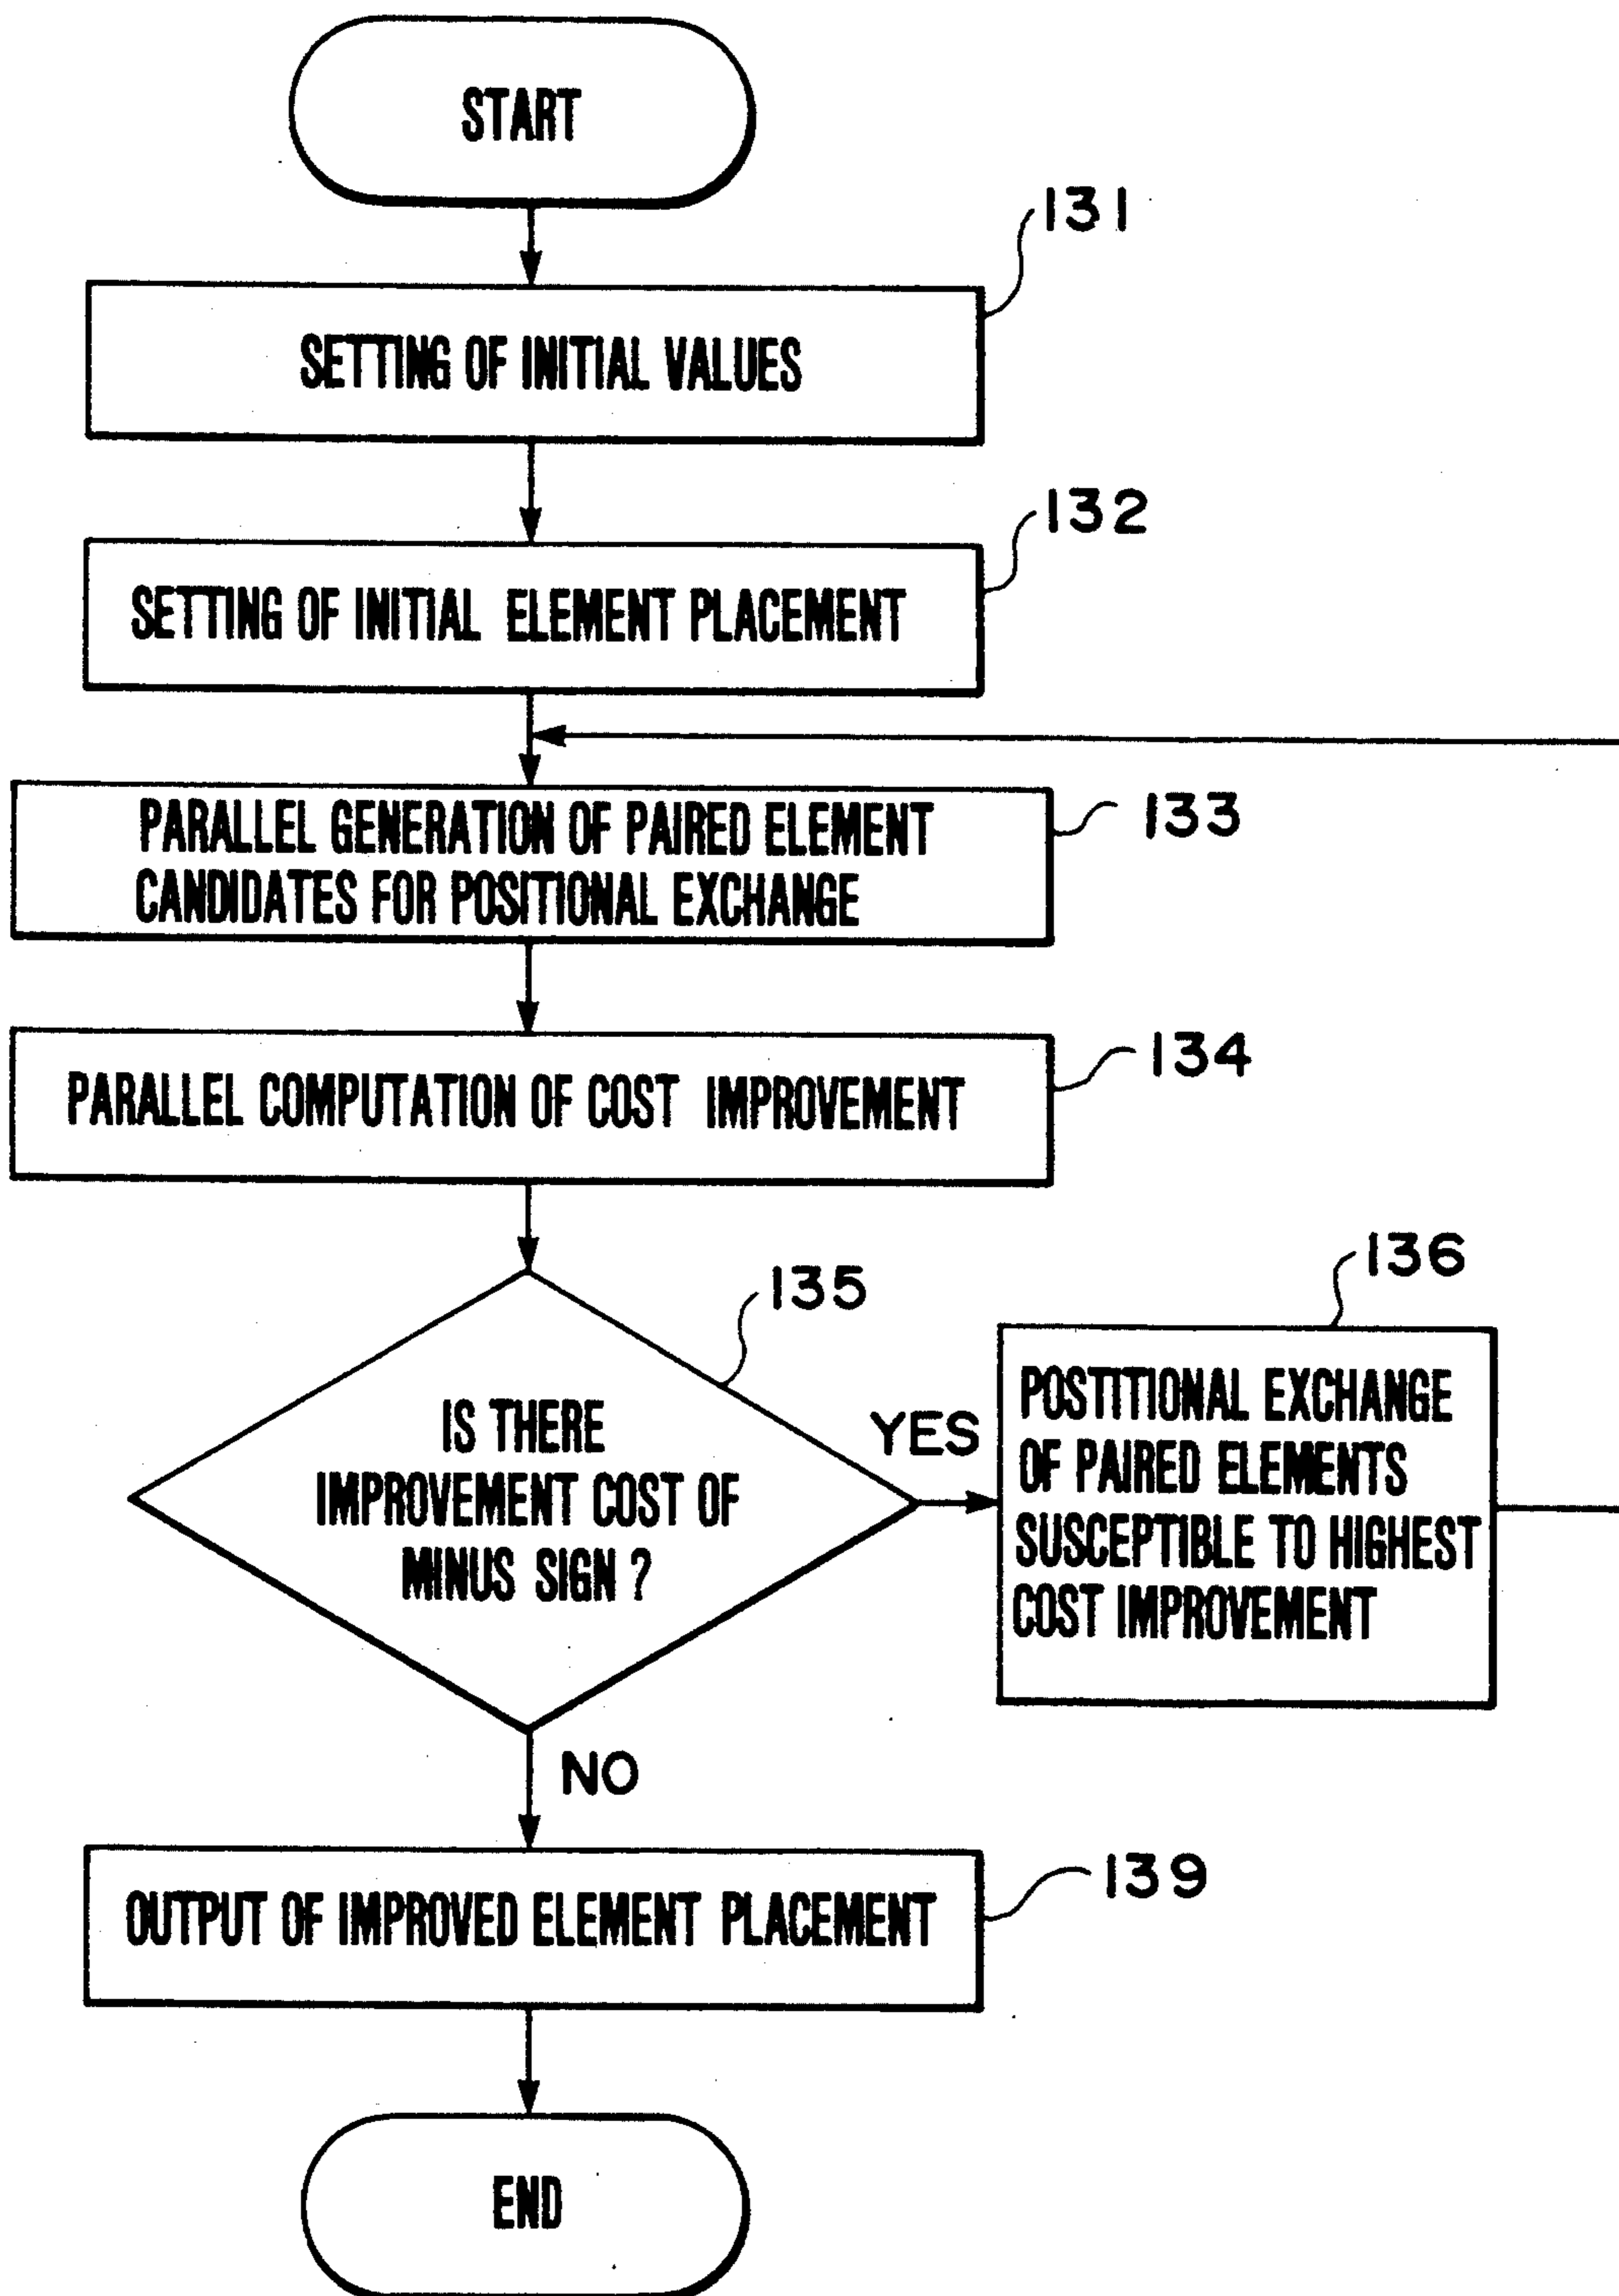 START
131
SETTING OF INITIAL VALUES
132
SETTING OF INITIAL ELEMENT PLACEMENT
PARALLEL GENERATION OF PAIRED ELEMENT
CANDIDATES FOR POSITIONAL EXCHANGE
133
134
PARALLEL COMPUTATION OF COST IMPROVEMENT
135
IS THERE
IMPROVEMENT COST OF
MINUS SIGN ?
YES
136
POSTITIONAL EXCHANGE
OF PAIRED ELEMENTS
SUSCEPTIBLE TO HIGHEST
COST IMPROVEMENT
NO
139
OUTPUT OF IMPROVED ELEMENT PLACEMENT
END